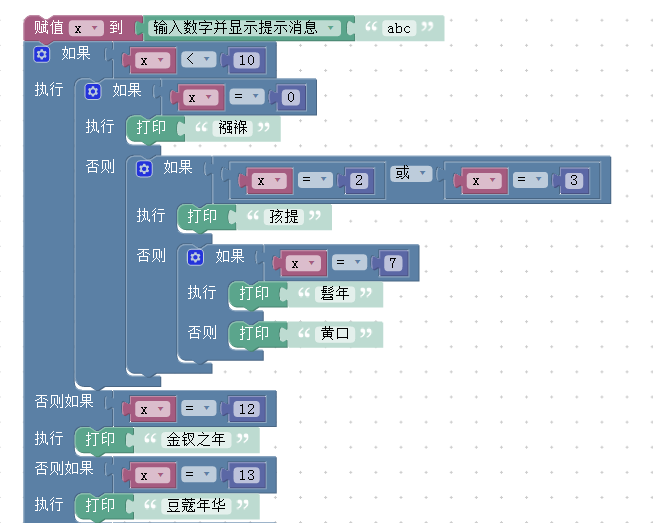 赋值 x 到 输入数字并显示提示消息 “ abc ”
如果 x < 10
执行 如果 x = 0
执行 打印 “ 襁褓 ”
否则 如果 x = 2 或 x = 3
执行 打印 “ 孩提 ”
否则 如果 x = 7
执行 打印 “ 髫年 ”
否则 打印 “ 黄口 ”
否则如果 x = 12
执行 打印 “ 金钗之年 ”
否则如果 x = 13
执行 打印 “ 豆蔻年华 ”